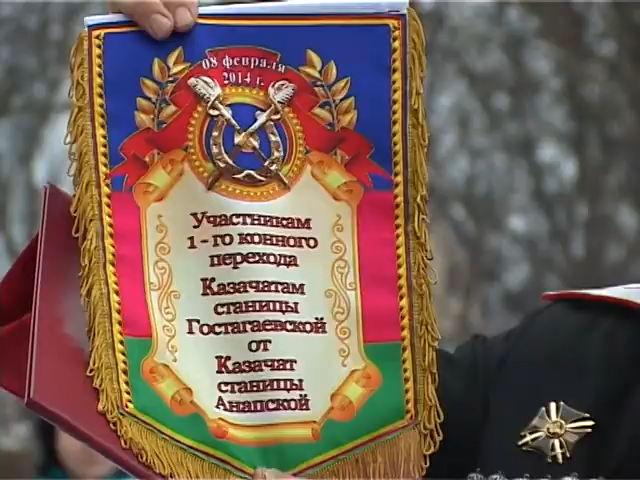 08 февраля
2014 г.
Участникам
1 - го конного
перехода
Казачатам
станицы
Гостагаевской
от
Казачат
станицы
Анапской